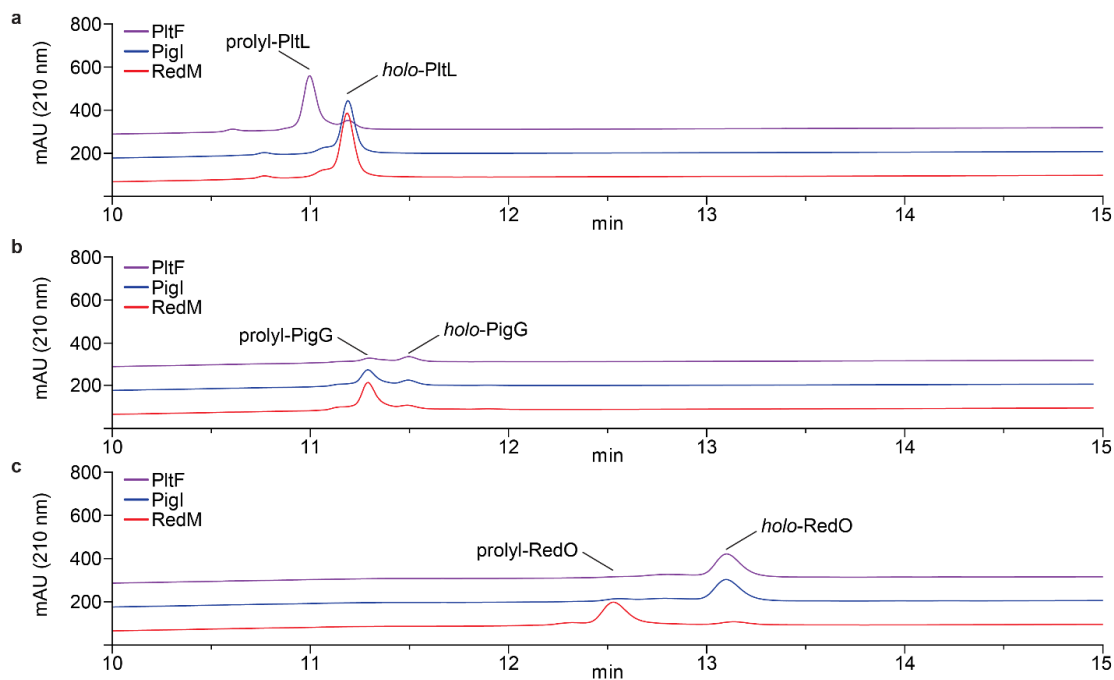 a
800
600
400
200
mAU (210 nm)
PltF
PigI
RedM
prolyl-PltL
holo-PltL
10
11
12
13
14
15
min
b
800
600
400
200
mAU (210 nm)
PltF
PigI
RedM
prolyl-PigG
holo-PigG
10
11
12
13
14
15
min
c
800
600
400
200
mAU (210 nm)
PltF
PigI
RedM
prolyl-RedO
holo-RedO
10
11
12
13
14
15
min